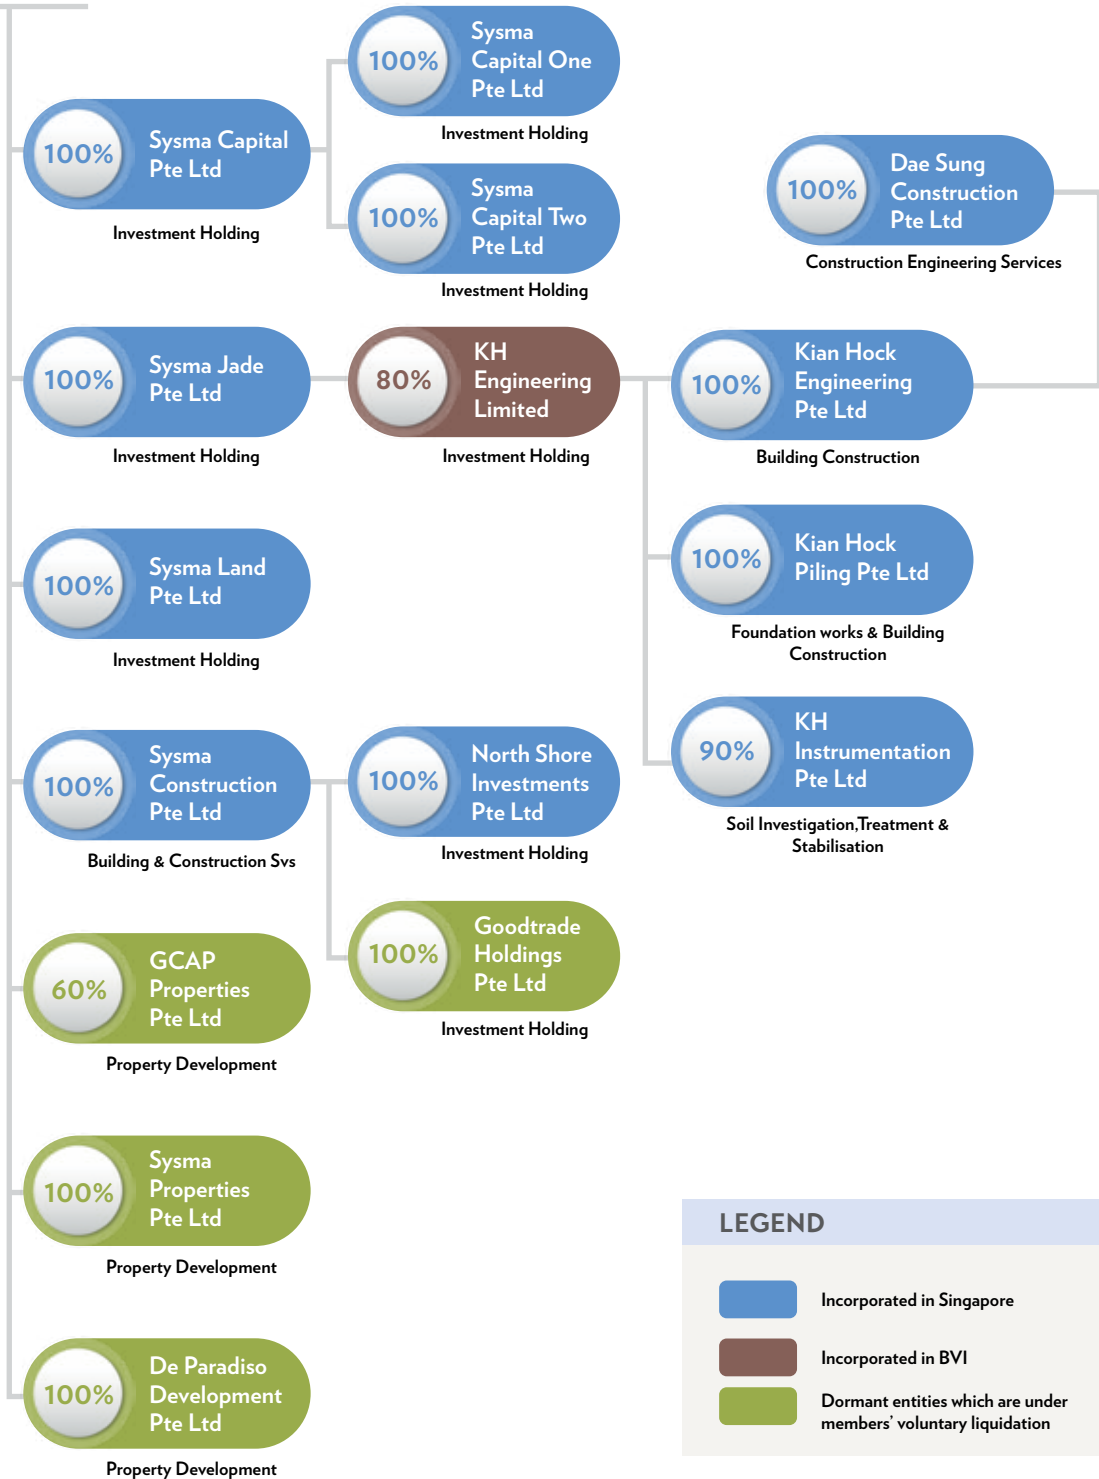 100%
Sysma Capital
Pte Ltd
Investment Holding
100%
Sysma
Capital One
Pte Ltd
Investment Holding
100%
Sysma
Capital Two
Pte Ltd
Investment Holding
100%
Dae Sung
Construction
Pte Ltd
Construction Engineering Services
100%
Sysma Jade
Pte Ltd
Investment Holding
80%
KH
Engineering
Limited
Investment Holding
100%
Kian Hock
Engineering
Pte Ltd
Building Construction
100%
Kian Hock
Piling Pte Ltd
Foundation works & Building
Construction
90%
KH
Instrumentation
Pte Ltd
Soil Investigation,Treatment &
Stabilisation
100%
Sysma Land
Pte Ltd
Investment Holding
100%
Sysma
Construction
Pte Ltd
Building & Construction Svs
100%
North Shore
Investments
Pte Ltd
Investment Holding
100%
Goodtrade
Holdings
Pte Ltd
Investment Holding
60%
GCAP
Properties
Pte Ltd
Property Development
100%
Sysma
Properties
Pte Ltd
Property Development
100%
De Paradiso
Development
Pte Ltd
Property Development
LEGEND
Incorporated in Singapore
Incorporated in BVI
Dormant entities which are under
members' voluntary liquidation